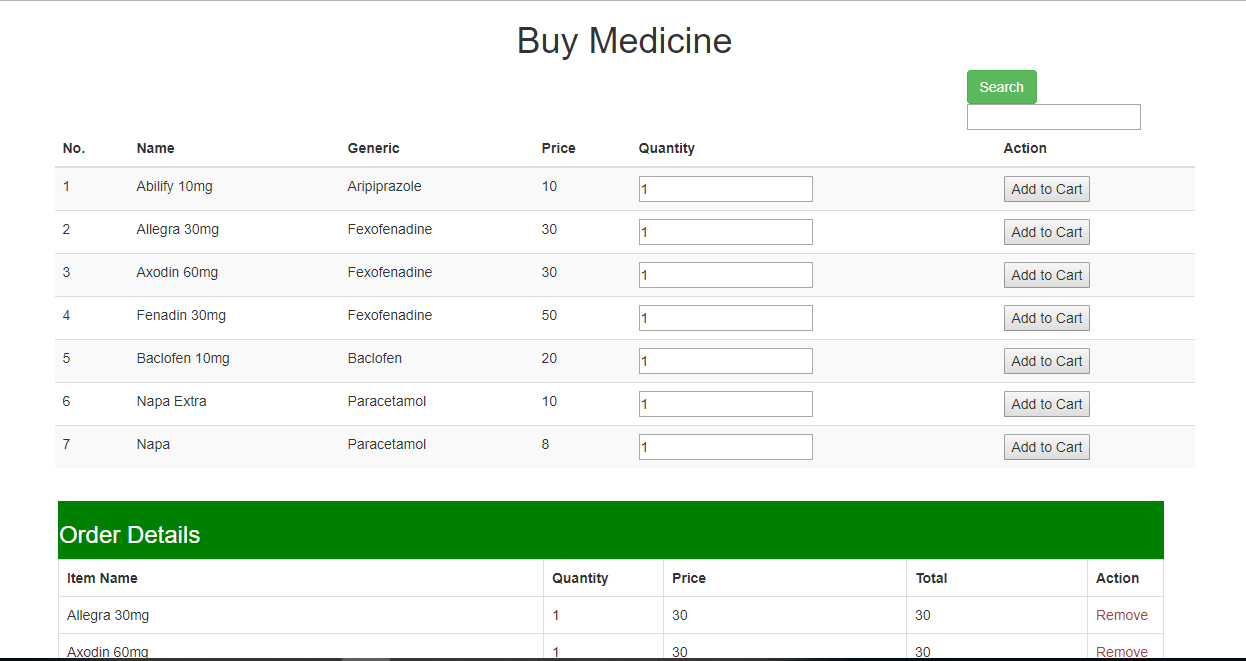 Buy Medicine
Search
No. Name Generic Price Quantity Action
1 Abilify 10mg Aripiprazole 10 1 Add to Cart
2 Allegra 30mg Fexofenadine 30 1 Add to Cart
3 Axodin 60mg Fexofenadine 30 1 Add to Cart
4 Fenadin 30mg Fexofenadine 50 1 Add to Cart
5 Baclofen 10mg Baclofen 20 1 Add to Cart
6 Napa Extra Paracetamol 10 1 Add to Cart
7 Napa Paracetamol 8 1 Add to Cart
Order Details
Item Name Quantity Price Total Action
Allegra 30mg 1 30 30 Remove
Axodin 60mg 1 30 30 Remove